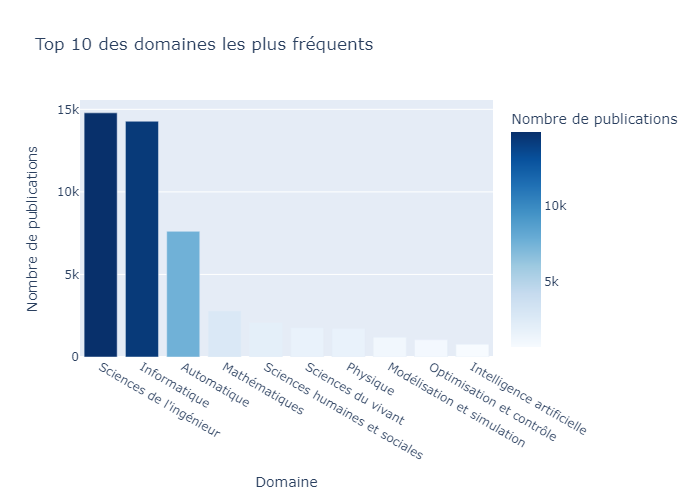 Top 10 des domaines les plus fréquents
Nombre de publications
15k
10k
5k
0
Sciences de l'ingénieur
Informatique
Automatique
Mathématiques
Sciences humaines et sociales
Sciences du vivant
Physique
Modélisation et simulation
Optimisation et contrôle
Intelligence artificielle
Domaine
Nombre de publications
10k
5k